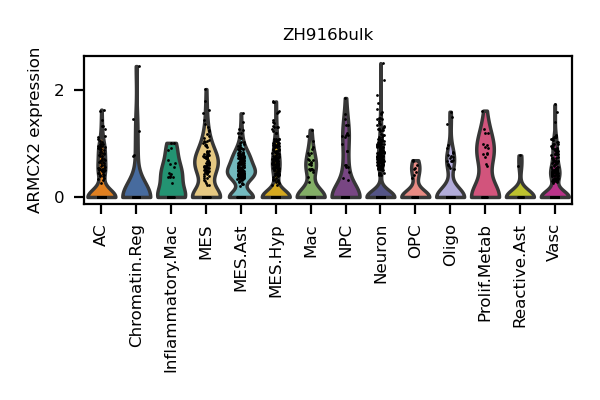 ZH916bulk
ARMCX2 expression
2
0
AC
Chromatin.Reg
Inflammatory.Mac
MES
MES.Ast
MES.Hyp
Mac
NPC
Neuron
OPC
Oligo
Prolif.Metab
Reactive.Ast
Vasc